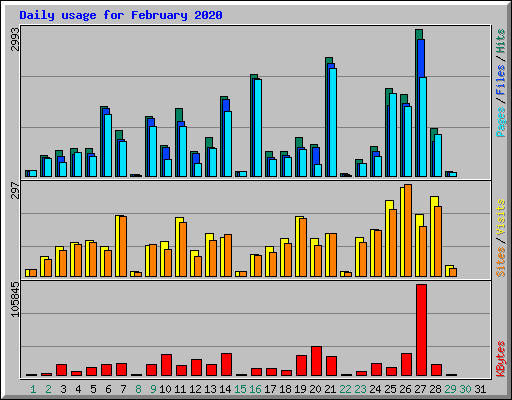 Daily usage for February 2020
2993
Pages / Files / Hits
297
Sites / Visits
105845
KBytes
1 2 3 4 5 6 7 8 9 10 11 12 13 14 15 16 17 18 19 20 21 22 23 24 25 26 27 28 29 30 31